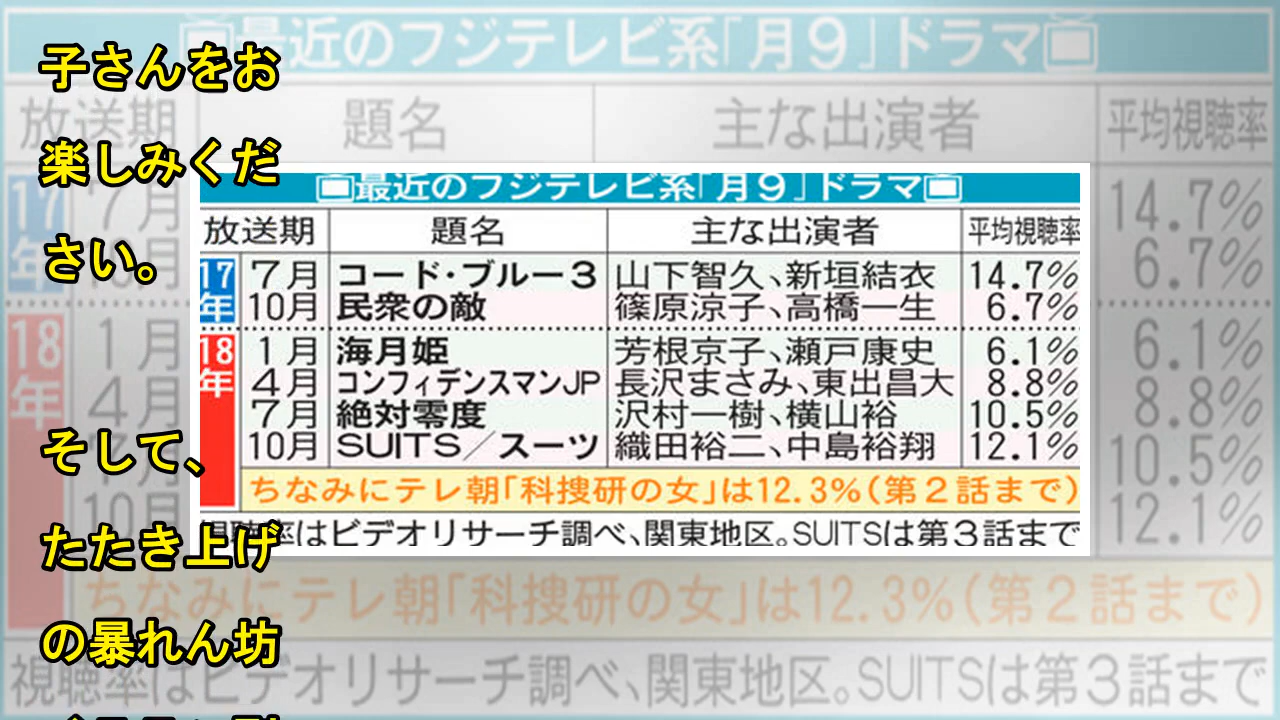 最近のフジテレビ系「月9」ドラマ
放送期 題名 主な出演者 平均視聴率
17年 7月 コード・ブルー3 山下智久、新垣結衣 14.7%
10月 民衆の敵 篠原涼子、高橋一生 6.7%
18年 1月 海月姫 芳根京子、瀬戸康史 6.1%
4月 コンフィデンスマンJP 長沢まさみ、東出昌大 8.8%
7月 絶対零度 沢村一樹、横山裕 10.5%
10月 SUITS/スーツ 織田裕二、中島裕翔 12.1%
ちなみにテレ朝「科捜研の女」は12.3%(第2話まで)
視聴率はビデオリサーチ調べ、関東地区。SUITSは第3話まで
子さんをお
楽しみくだ
さい。
そして、
たたき上げ
の暴れん坊